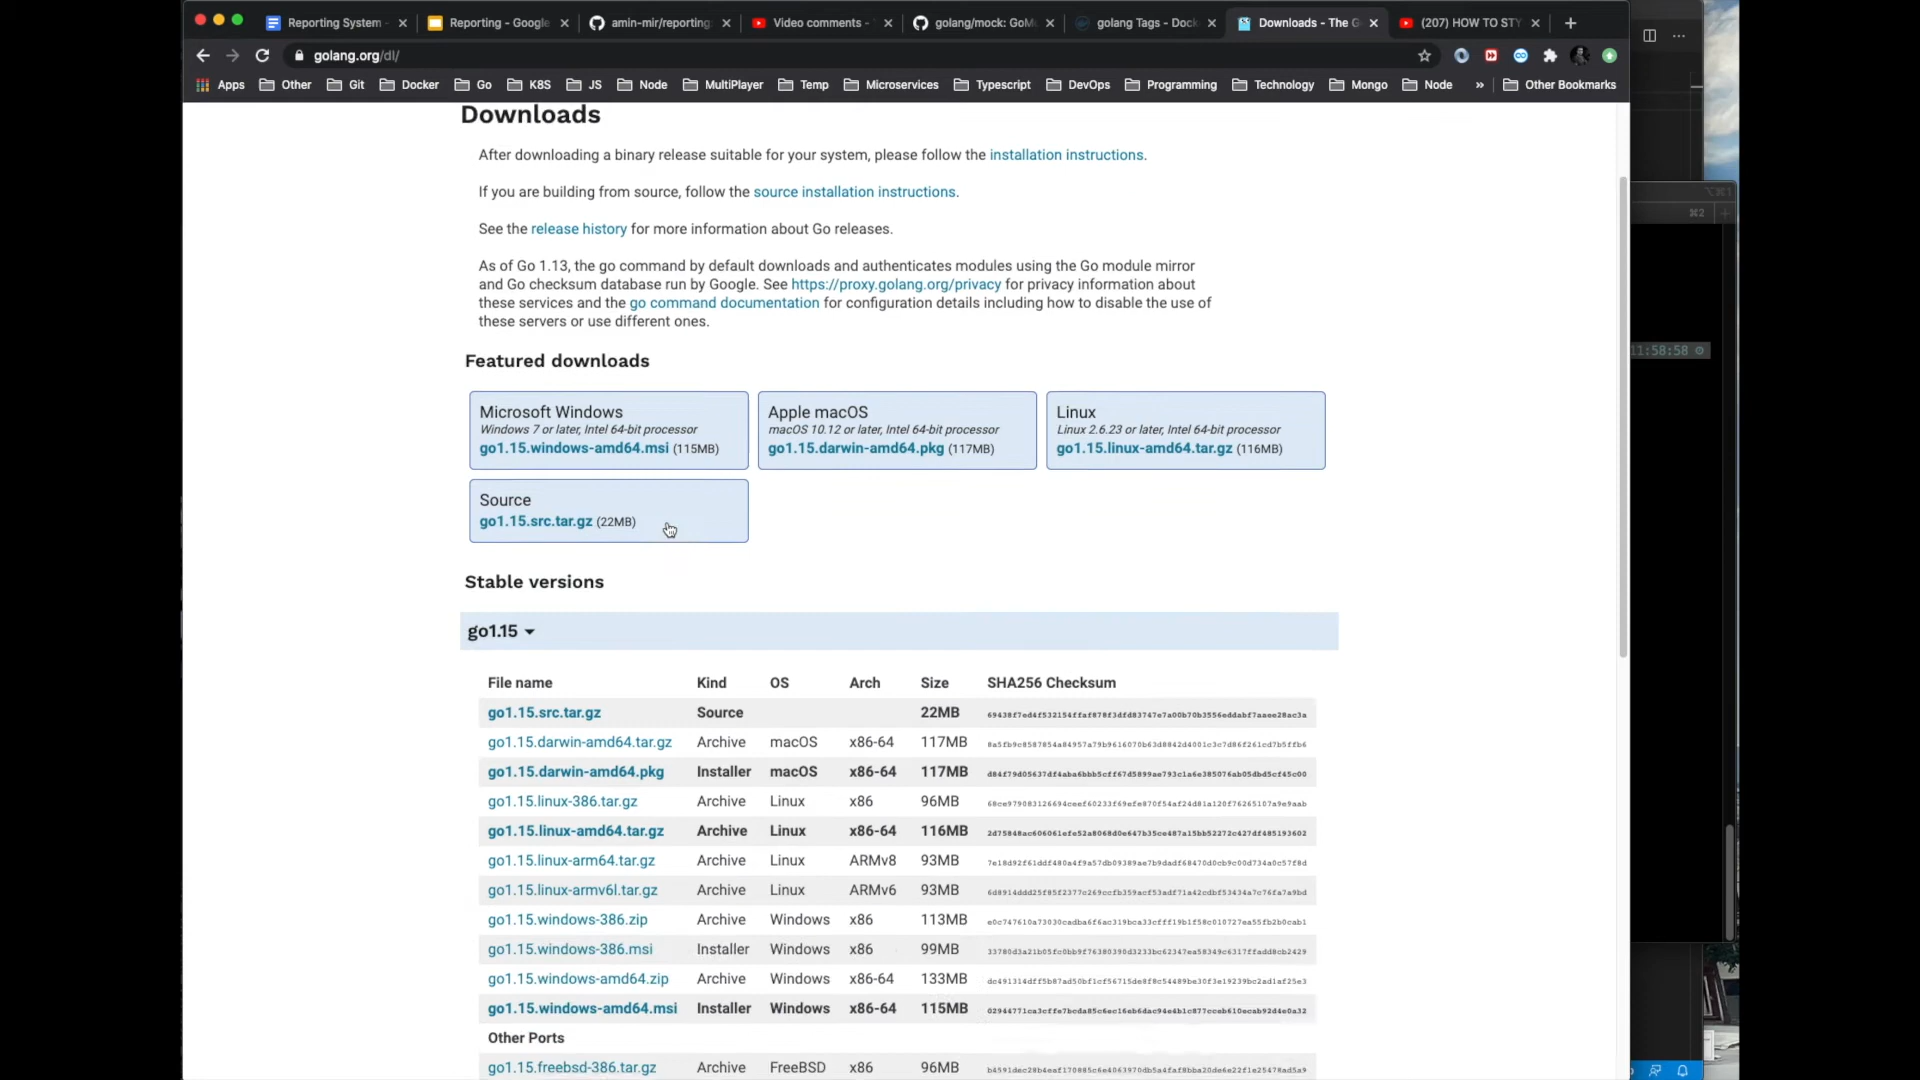 Reporting System -
Reporting - Google
amin-mir/reporting
Video comments -
golang/mock: GoM
golang Tags - Dock
Downloads - The G
(207) HOW TO STY
golang.org/dl/
Apps Other Git Docker Go K8S JS Node MultiPlayer Temp Microservices Typescript DevOps Programming Technology Mongo Node » Other Bookmarks
⌥⌘1
⌘2
11:58:58
Downloads
After downloading a binary release suitable for your system, please follow the installation instructions.
If you are building from source, follow the source installation instructions.
See the release history for more information about Go releases.
As of Go 1.13, the go command by default downloads and authenticates modules using the Go module mirror
and Go checksum database run by Google. See https://proxy.golang.org/privacy for privacy information about
these services and the go command documentation for configuration details including how to disable the use of
these servers or use different ones.
Featured downloads
Microsoft Windows
Windows 7 or later, Intel 64-bit processor
go1.15.windows-amd64.msi (115MB)
Apple macOS
macOS 10.12 or later, Intel 64-bit processor
go1.15.darwin-amd64.pkg (117MB)
Linux
Linux 2.6.23 or later, Intel 64-bit processor
go1.15.linux-amd64.tar.gz (116MB)
Source
go1.15.src.tar.gz (22MB)
Stable versions
go1.15
File name Kind OS Arch Size SHA256 Checksum
go1.15.src.tar.gz Source 22MB
go1.15.darwin-amd64.tar.gz Archive macOS x86-64 117MB
go1.15.darwin-amd64.pkg Installer macOS x86-64 117MB
go1.15.linux-386.tar.gz Archive Linux x86 96MB
go1.15.linux-amd64.tar.gz Archive Linux x86-64 116MB
go1.15.linux-arm64.tar.gz Archive Linux ARMv8 93MB
go1.15.linux-armv6l.tar.gz Archive Linux ARMv6 93MB
go1.15.windows-386.zip Archive Windows x86 113MB
go1.15.windows-386.msi Installer Windows x86 99MB
go1.15.windows-amd64.zip Archive Windows x86-64 133MB
go1.15.windows-amd64.msi Installer Windows x86-64 115MB
Other Ports
go1.15.freebsd-386.tar.gz Archive FreeBSD x86 96MB